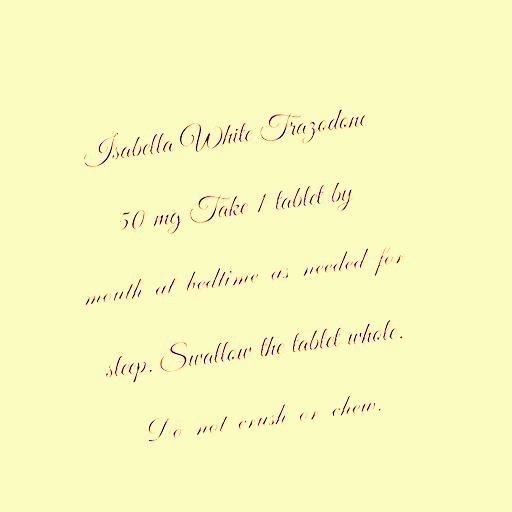 Isabella White Trazodone
50 mg Take 1 tablet by
mouth at bedtime as needed for
sleep. Swallow the tablet whole.
Do not crush or chew.